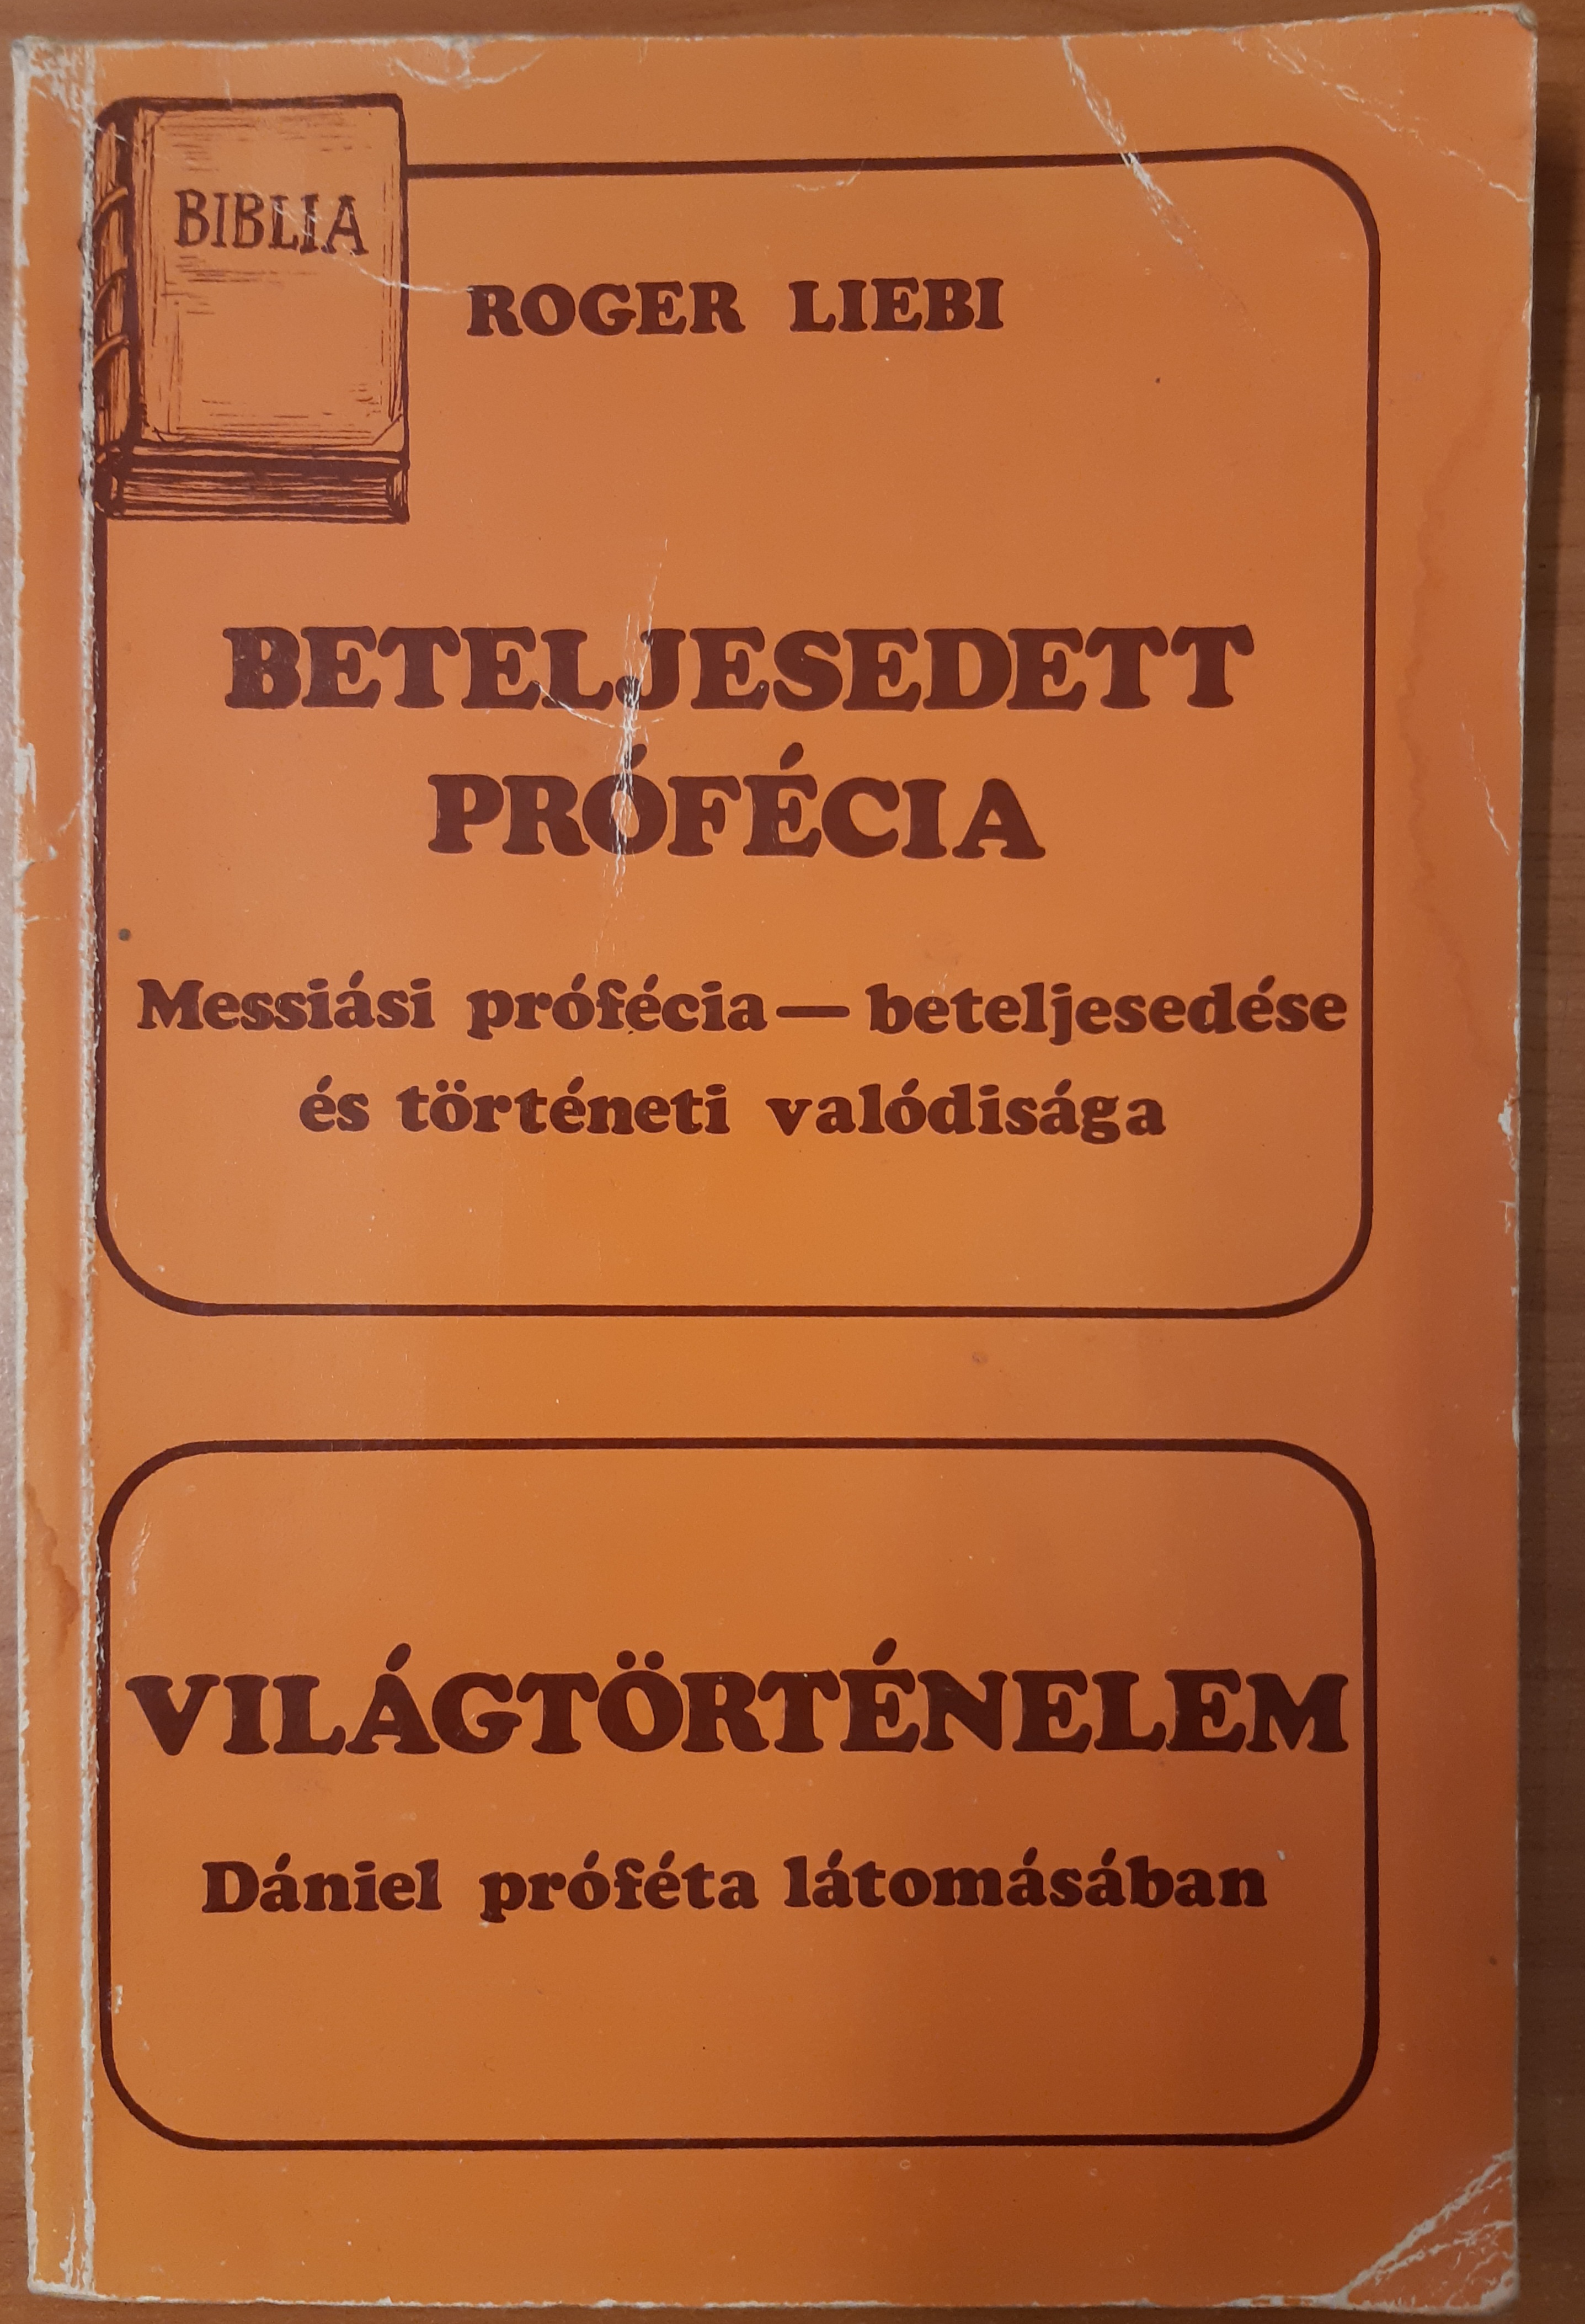 BIBLIA
ROGER LIEBI
BETELJESEDETT
PRÓFÉCIA
Messiási prófécia — beteljesedése
és történeti valódisága
VILÁGTÖRTÉNELEM
Dániel próféta látomásában